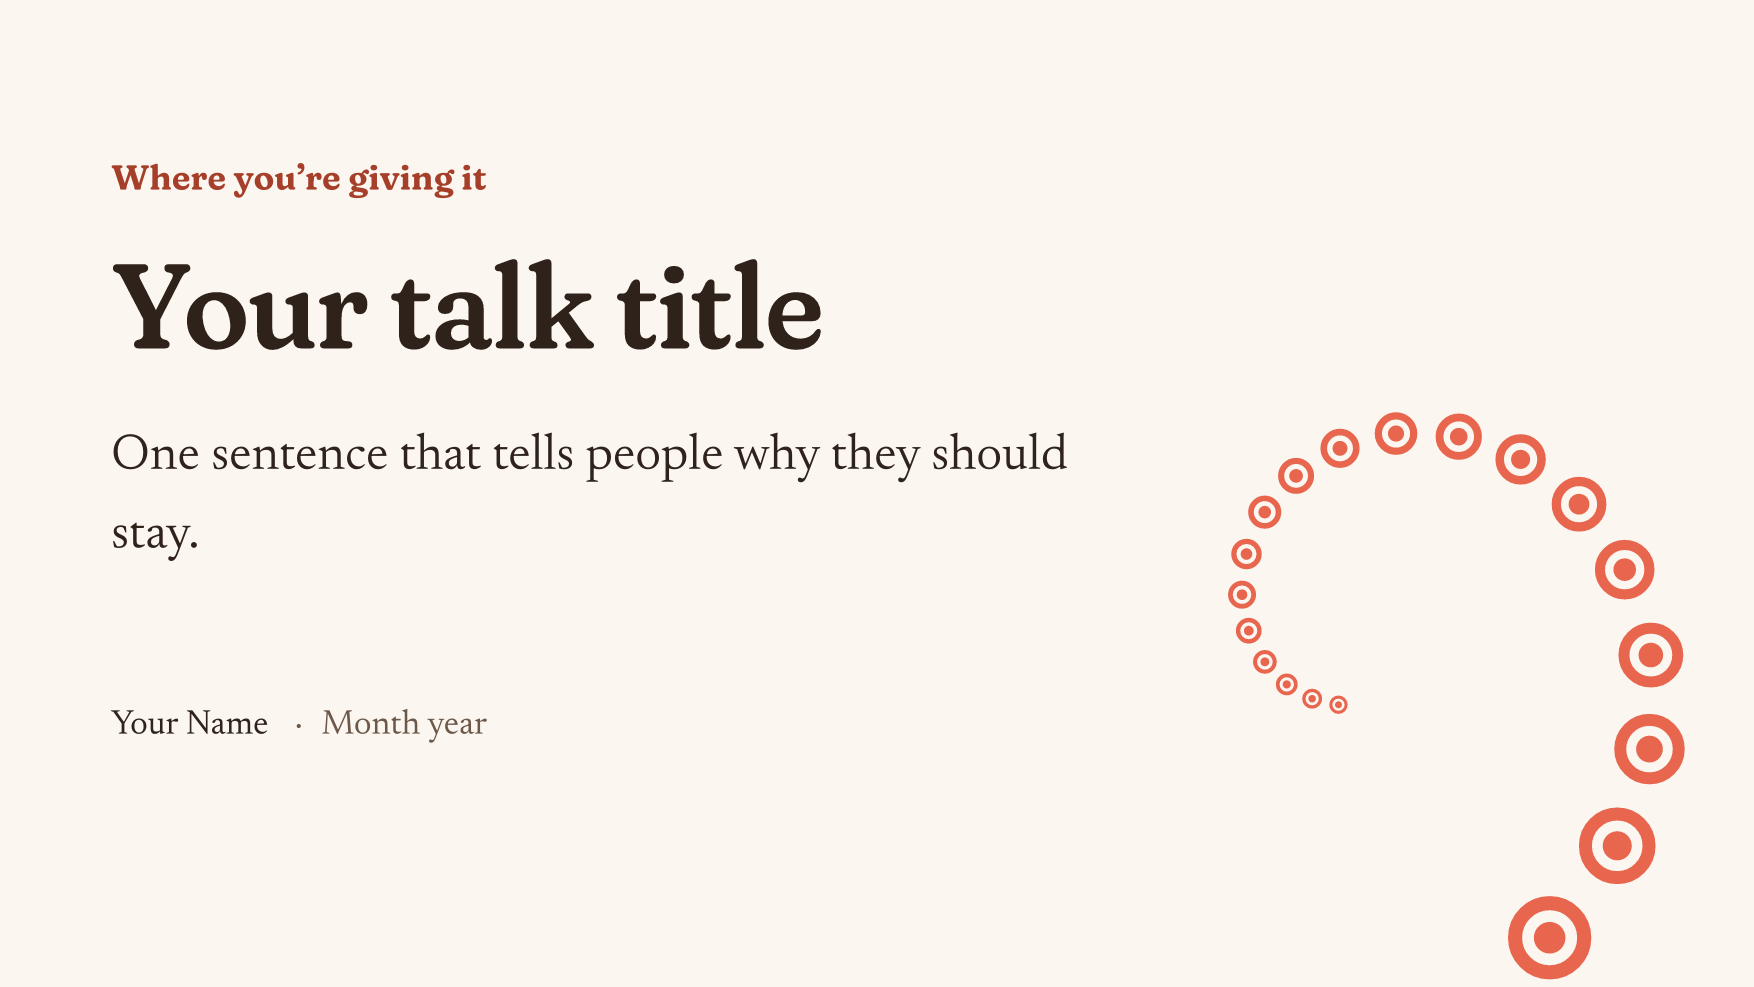 Where you’re giving it
Your talk title
One sentence that tells people why they should
stay.
Your Name · Month year